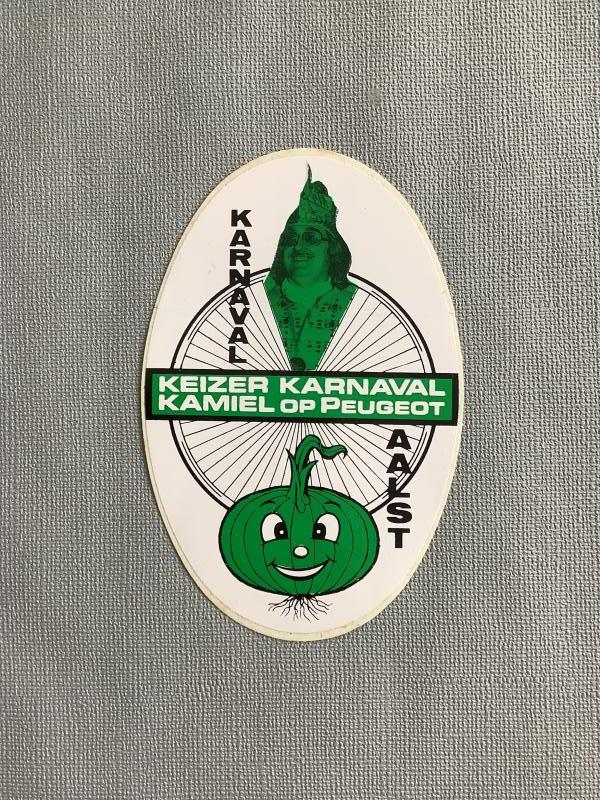 KARNAVAL
KEIZER KARNAVAL
KAMIEL OP PEUGEOT
AALST